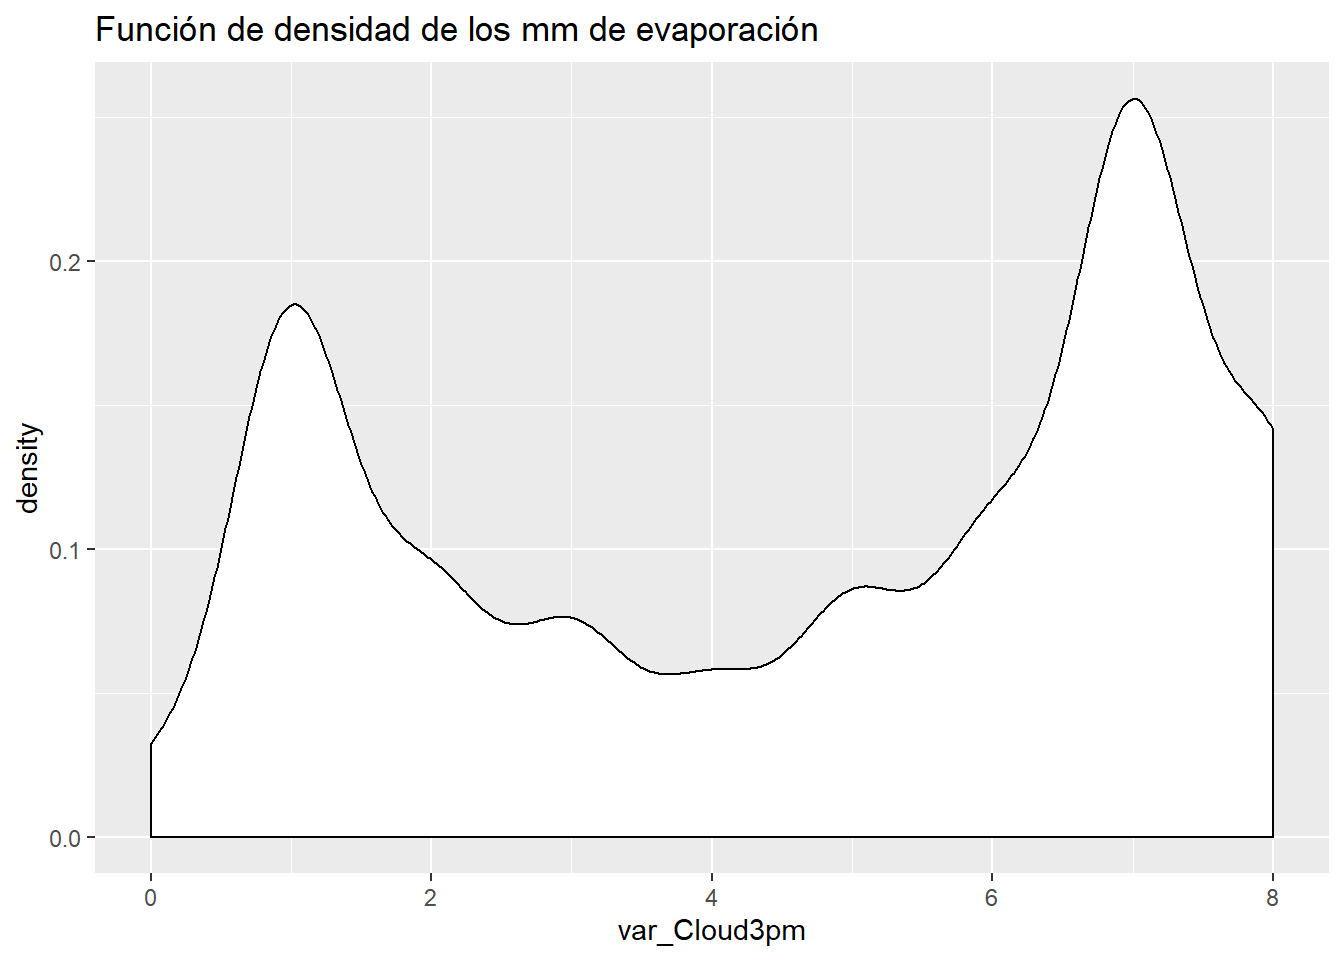 Función de densidad de los mm de evaporación
density
0.2
0.1
0.0
0 2 4 6 8
var_Cloud3pm